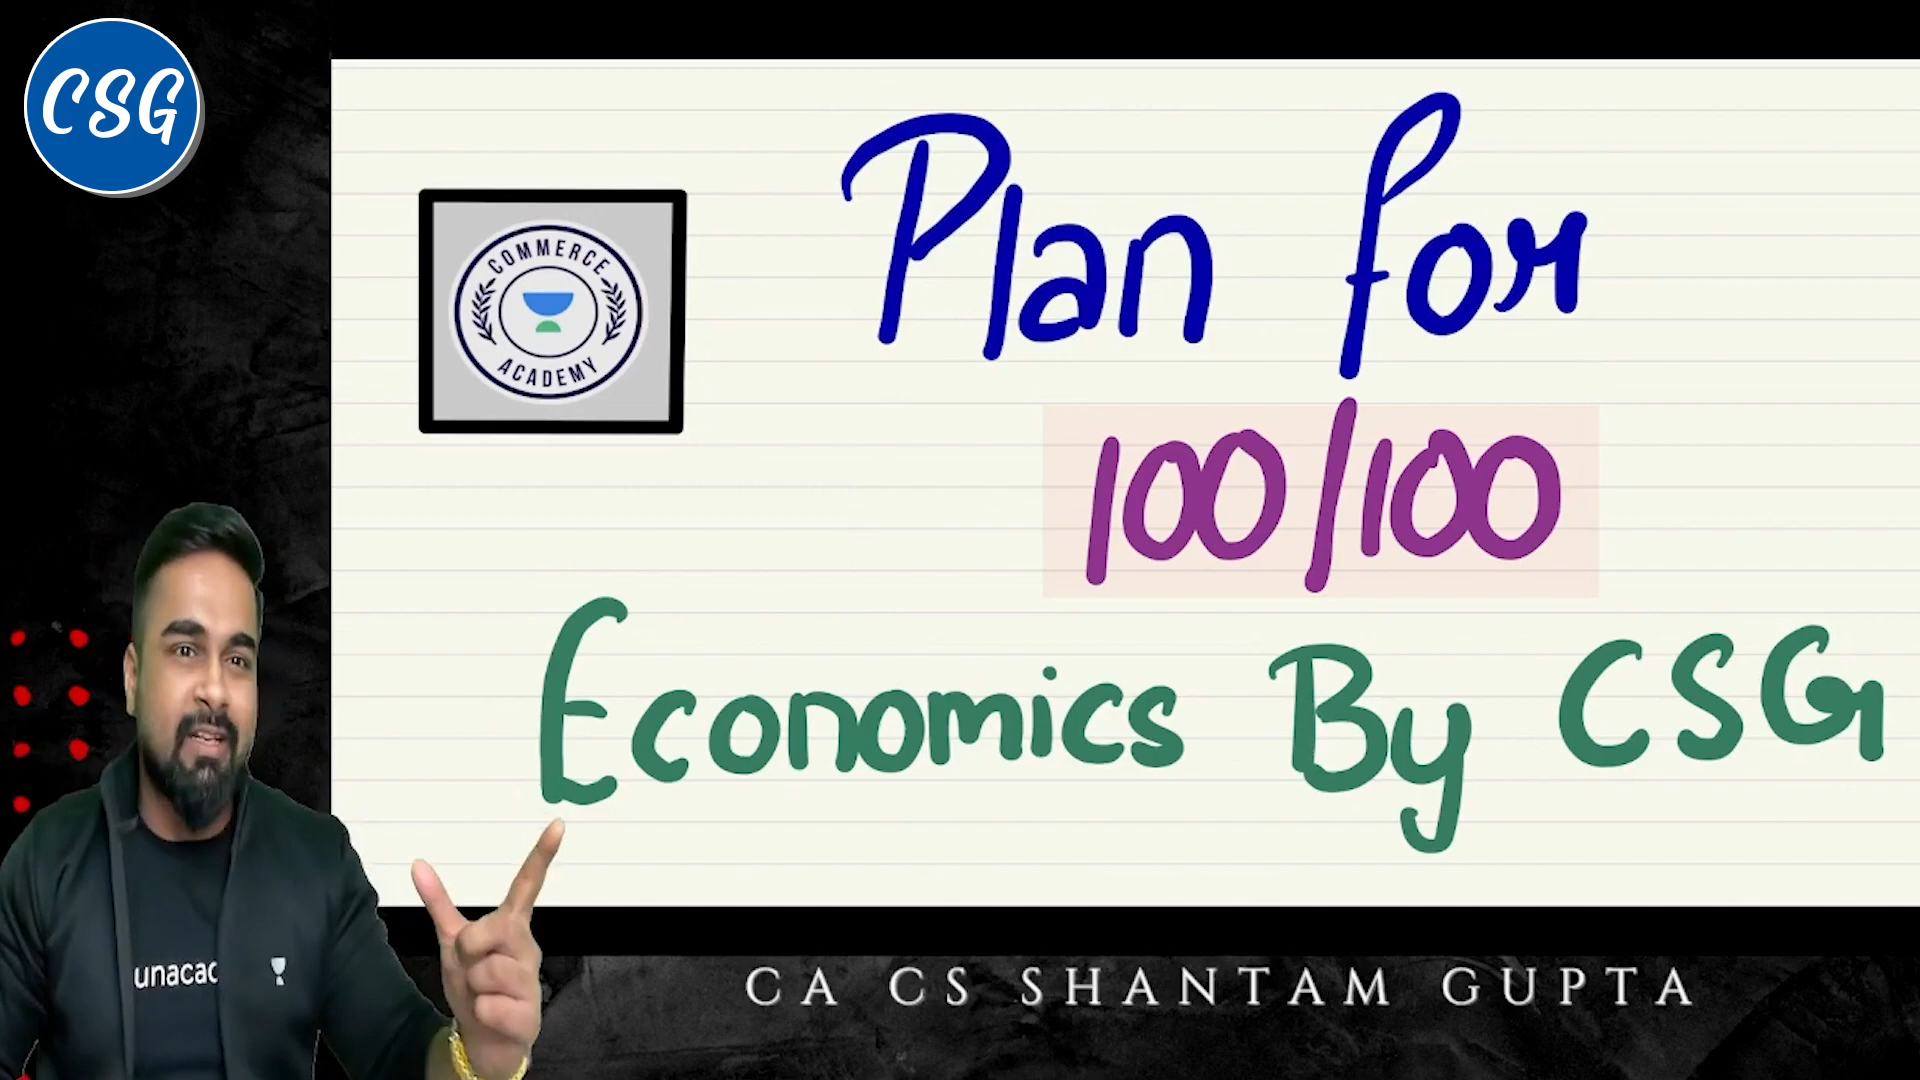 CSG
COMMERCE
ACADEMY
Plan for
100/100
Economics By CSG
unacad
CA CS SHANTAM GUPTA